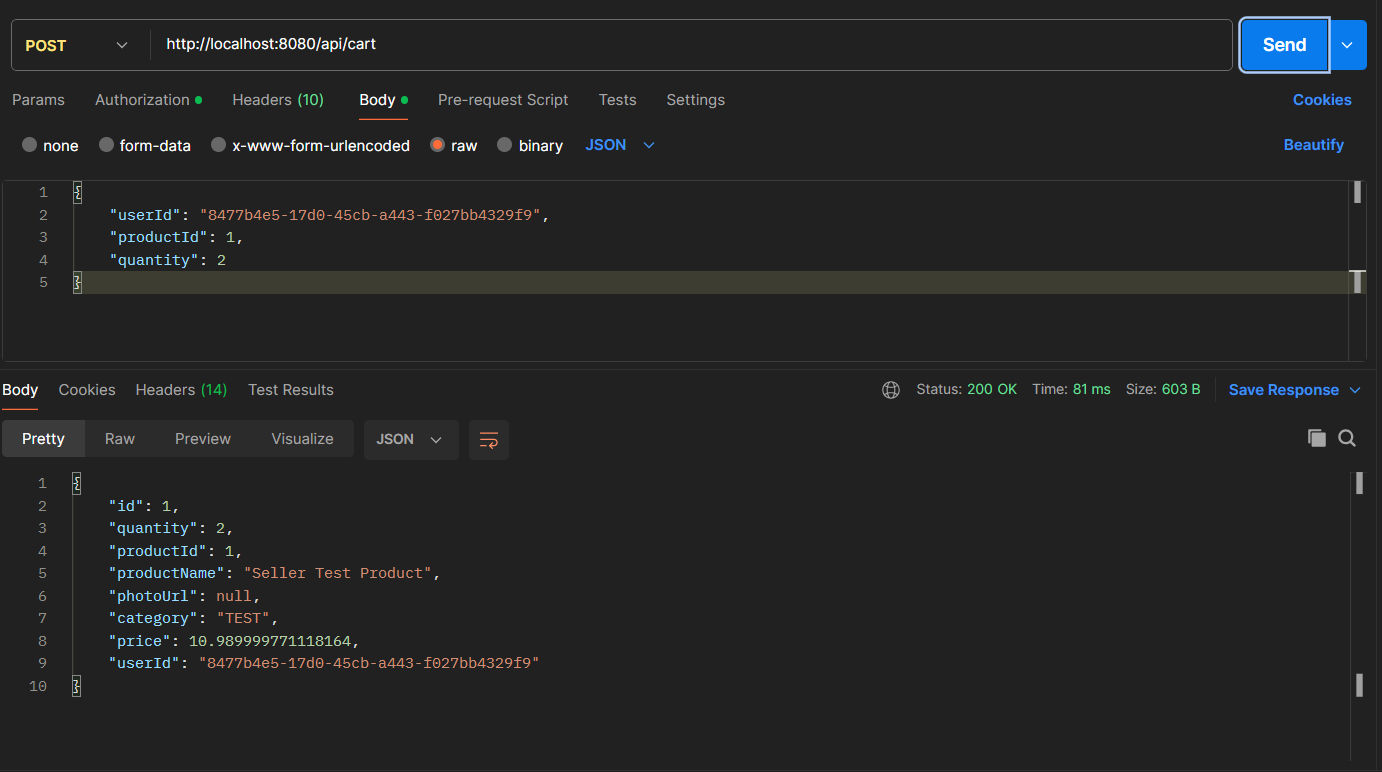 POST http://localhost:8080/api/cart Send
Params Authorization Headers (10) Body Pre-request Script Tests Settings Cookies
none form-data x-www-form-urlencoded raw binary JSON Beautify
1 {
2 "userId": "8477b4e5-17d0-45cb-a443-f027bb4329f9",
3 "productId": 1,
4 "quantity": 2
5 }
Body Cookies Headers (14) Test Results Status: 200 OK Time: 81 ms Size: 603 B Save Response
Pretty Raw Preview Visualize JSON
1 {
2 "id": 1,
3 "quantity": 2,
4 "productId": 1,
5 "productName": "Seller Test Product",
6 "photoUrl": null,
7 "category": "TEST",
8 "price": 10.989999771118164,
9 "userId": "8477b4e5-17d0-45cb-a443-f027bb4329f9"
10 }